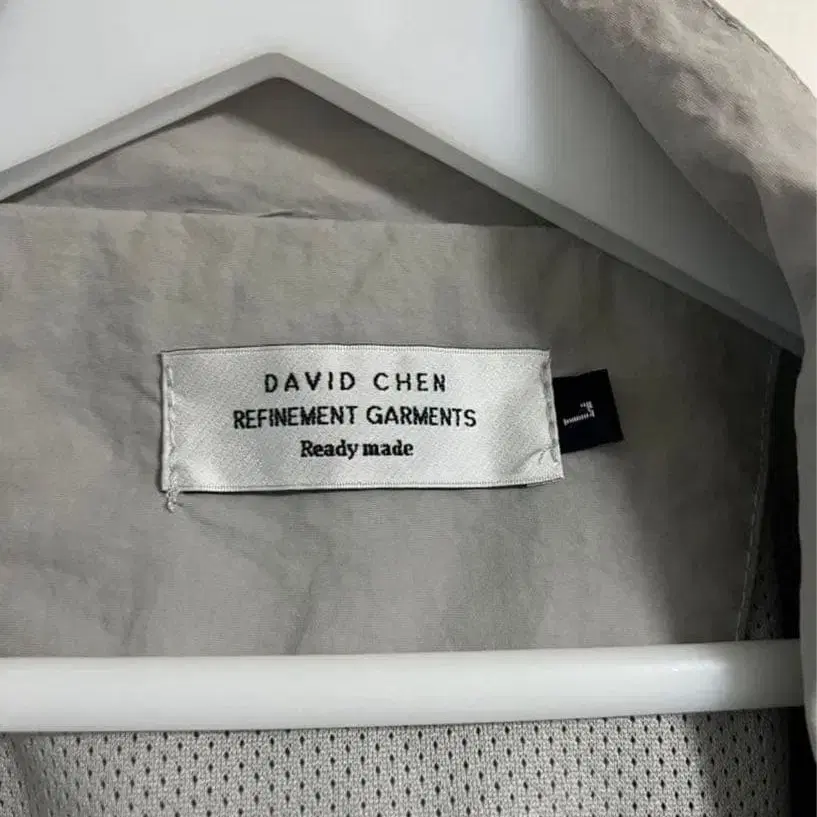 DAVID CHEN
REFINEMENT GARMENTS
Ready made